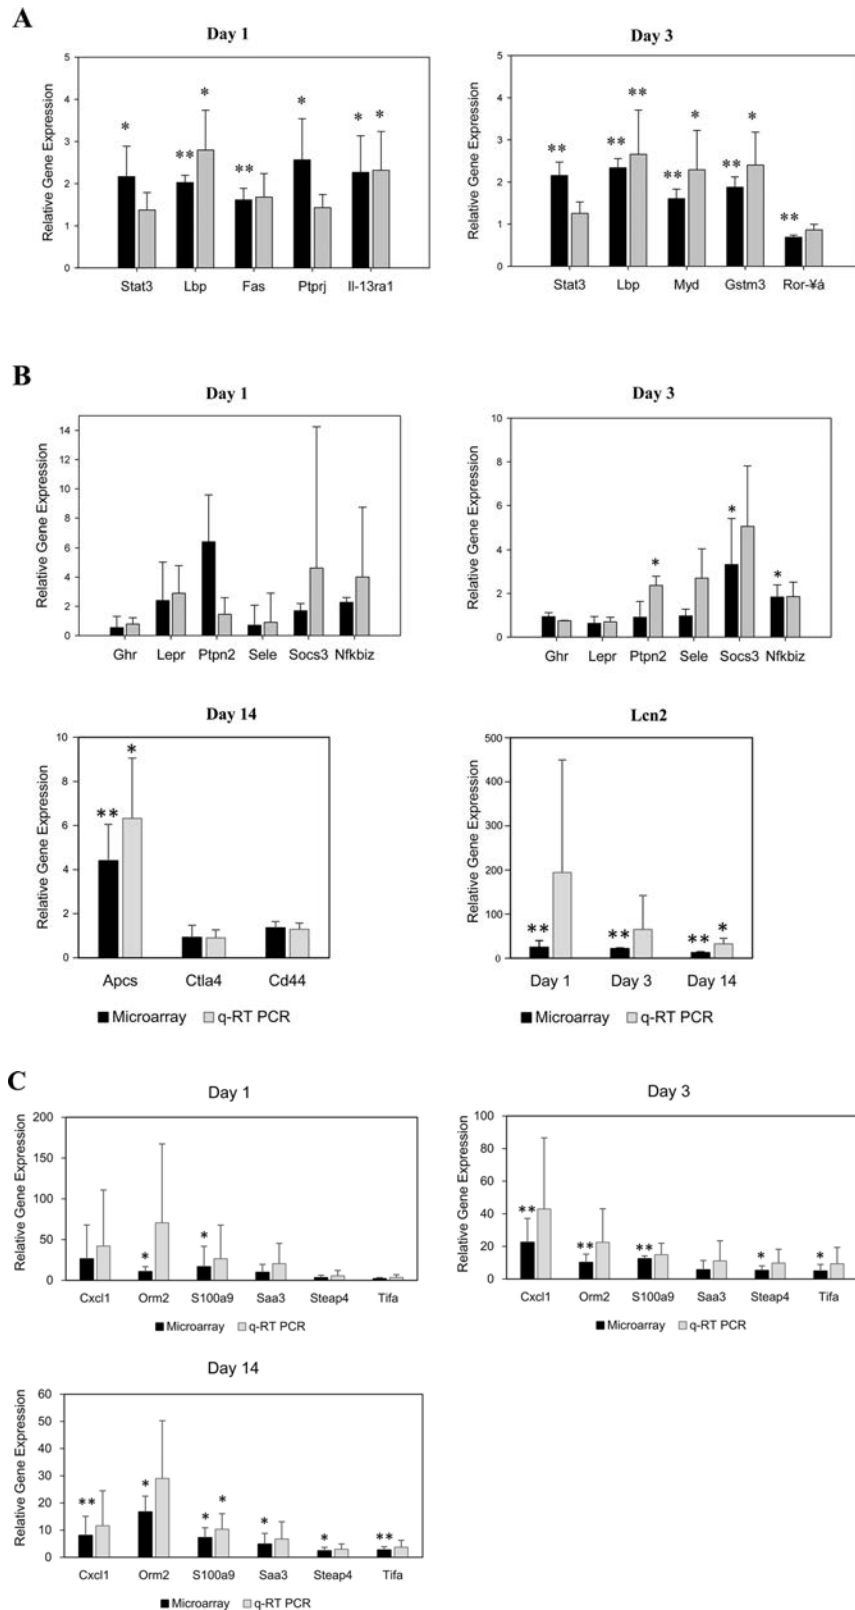 A
Day 1
Relative Gene Expression
5
4
3
2
1
0
*
**
*
**
*
*
*
Stat3 Lbp Fas Ptprj Il-13ra1
Day 3
Relative Gene Expression
5
4
3
2
1
0
**
**
**
**
*
**
*
**
Stat3 Lbp Myd Gstm3 Ror-¥á
B
Day 1
Relative Gene Expression
14
12
10
8
6
4
2
0
Ghr Lepr Ptpn2 Sele Socs3 Nfkbiz
Day 3
Relative Gene Expression
10
8
6
4
2
0
*
*
*
Ghr Lepr Ptpn2 Sele Socs3 Nfkbiz
Day 14
Relative Gene Expression
10
8
6
4
2
0
**
*
Apcs Ctla4 Cd44
Microarray q-RT PCR
Lcn2
Relative Gene Expression
500
400
300
200
100
0
**
**
**
*
Day 1 Day 3 Day 14
Microarray q-RT PCR
C
Day 1
Relative Gene Expression
200
150
100
50
0
*
*
Cxcl1 Orm2 S100a9 Saa3 Steap4 Tifa
Microarray q-RT PCR
Day 3
Relative Gene Expression
100
80
60
40
20
0
**
**
**
*
*
Cxcl1 Orm2 S100a9 Saa3 Steap4 Tifa
Microarray q-RT PCR
Day 14
Relative Gene Expression
60
50
40
30
20
10
0
**
*
*
*
*
*
**
Cxcl1 Orm2 S100a9 Saa3 Steap4 Tifa
Microarray q-RT PCR